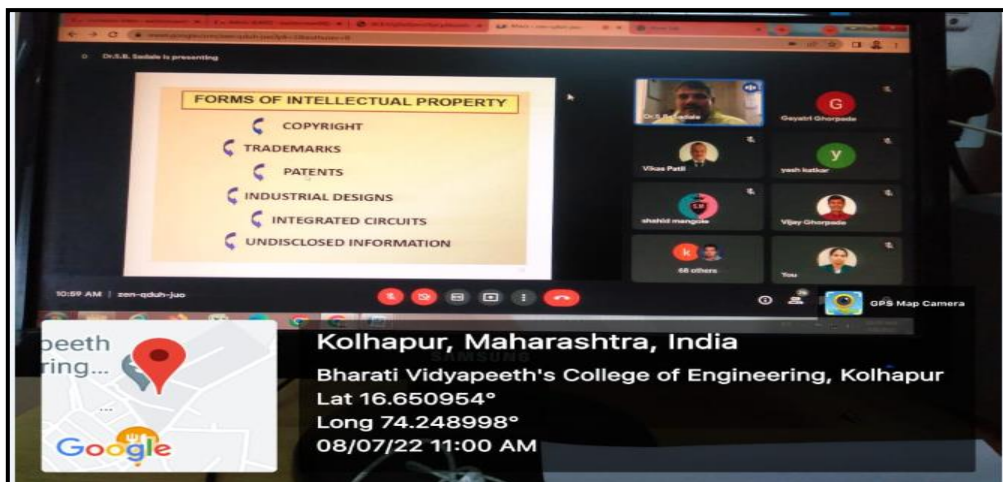 Dr.S.B. Sadale is presenting
FORMS OF INTELLECTUAL PROPERTY
COPYRIGHT
TRADEMARKS
PATENTS
INDUSTRIAL DESIGNS
INTEGRATED CIRCUITS
UNDISCLOSED INFORMATION
G
Gayatri Ghorpade
Vikas Patil
y
yash katkar
shahid mangole
Vijay Ghorpade
k
68 others
You
10:59 AM | zen-qduh-juo
GPS Map Camera
SAMSUNG
peeth
ring...
Google
Kolhapur, Maharashtra, India
Bharati Vidyapeeth's College of Engineering, Kolhapur
Lat 16.650954°
Long 74.248998°
08/07/22 11:00 AM